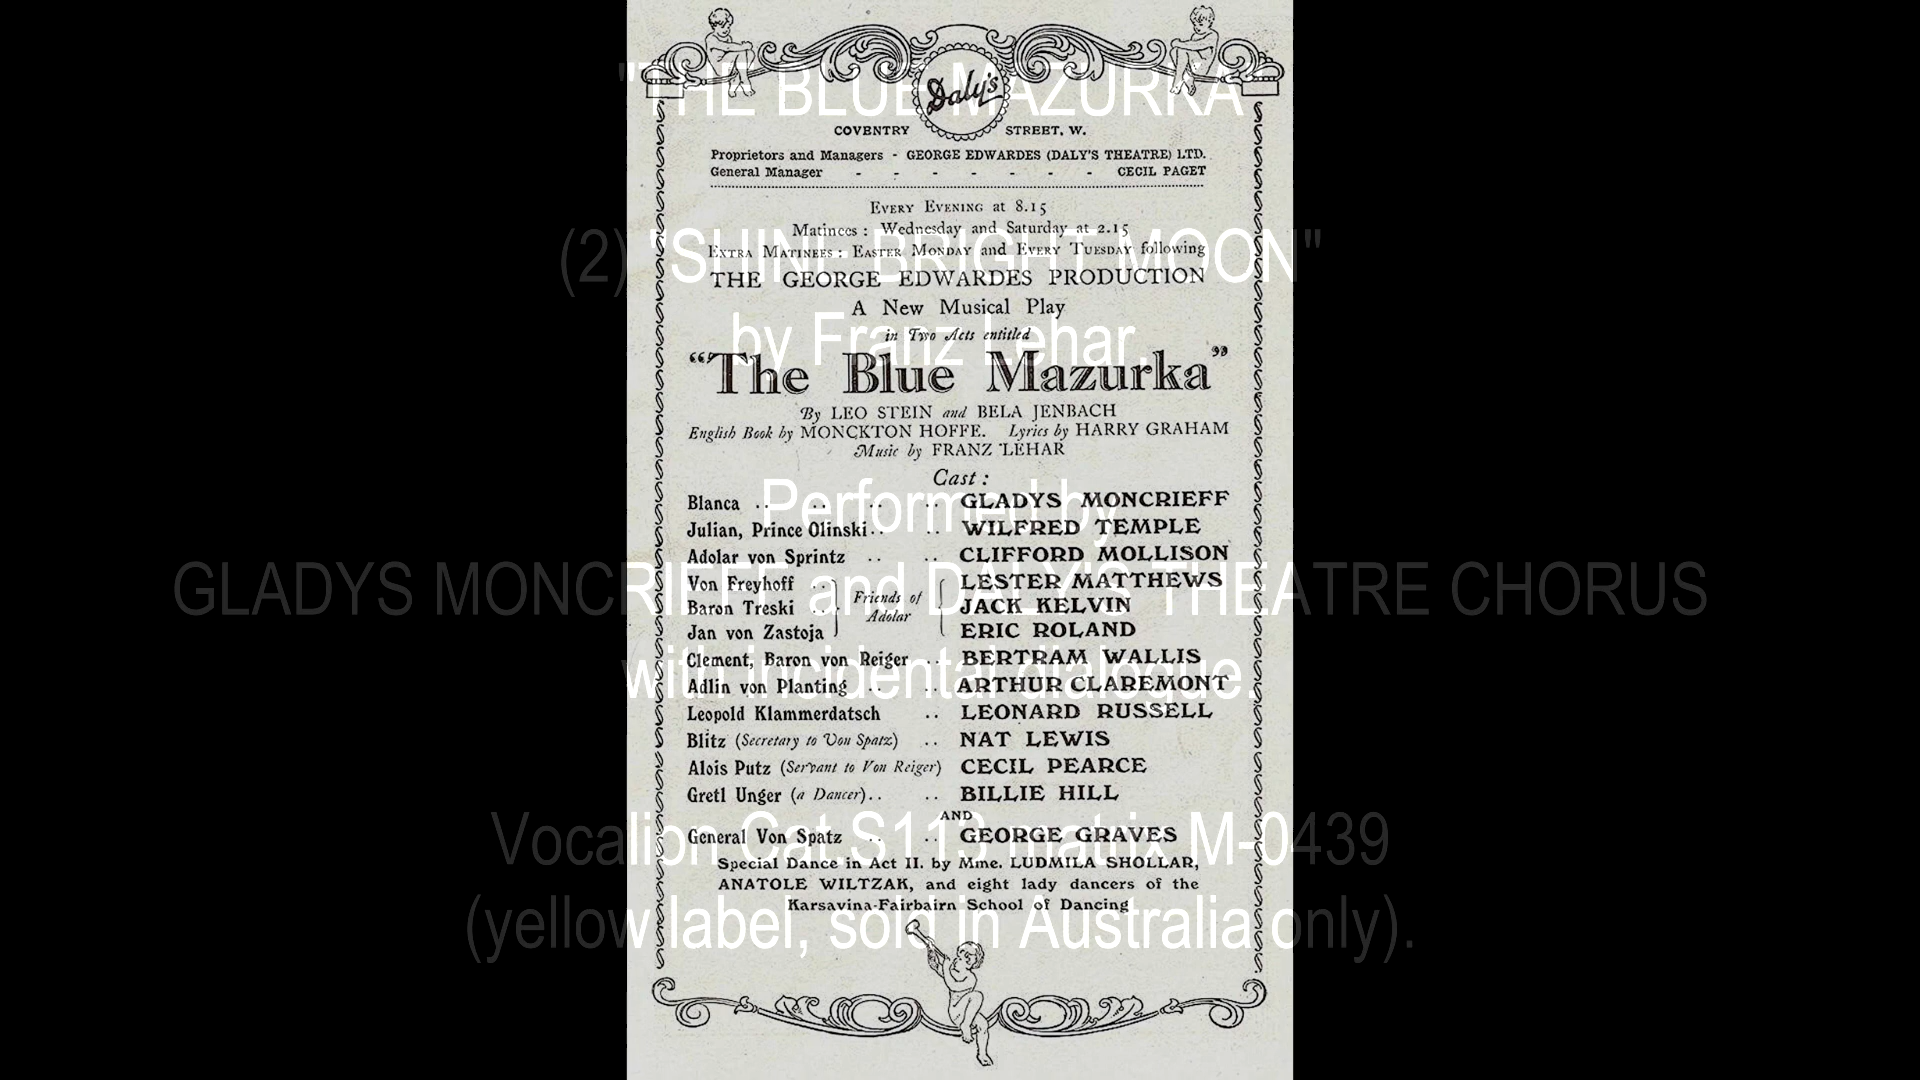 Daly's
COVENTRY STREET, W.
Proprietors and Managers - GEORGE EDWARDES (DALY'S THEATRE) LTD.
General Manager - - - - - - - CECIL PAGET
EVERY EVENING at 8.15
Matinees : Wednesday and Saturday at 2.15
EXTRA MATINEES : EASTER MONDAY and EVERY TUESDAY following
THE GEORGE EDWARDES PRODUCTION
A New Musical Play
in Two Acts entitled
"The Blue Mazurka"
By LEO STEIN and BELA JENBACH
English Book by MONCKTON HOFFE. Lyrics by HARRY GRAHAM
Music by FRANZ LEHAR
Cast :
Blanca .. .. .. .. GLADYS MONCRIEFF
Julian, Prince Olinski .. .. WILFRED TEMPLE
Adolar von Sprintz .. .. CLIFFORD MOLLISON
Von Freyhoff .. LESTER MATTHEWS
Baron Treski .. Friends of Adolar JACK KELVIN
Jan von Zastoja ERIC ROLAND
Clement, Baron von Reiger .. BERTRAM WALLIS
Adlin von Planting .. .. ARTHUR CLAREMONT
Leopold Klammerdatsch .. LEONARD RUSSELL
Blitz (Secretary to Von Spatz) .. NAT LEWIS
Alois Putz (Servant to Von Reiger) CECIL PEARCE
Gretl Unger (a Dancer) .. .. BILLIE HILL
AND
General Von Spatz .. .. GEORGE GRAVES
Special Dance in Act II. by Mme. LUDMILA SHOLLAR,
ANATOLE WILTZAK, and eight lady dancers of the
Karsavina-Fairbairn School of Dancing
"THE BLUE MAZURKA"
(2) "SHINE BRIGHT MOON"
by Franz Lehar.
Performed by
GLADYS MONCRIEFF and DALYS THEATRE CHORUS
with incidental dialogue.
Vocalion Cat.S113 matrix M-0439
(yellow label, sold in Australia only).